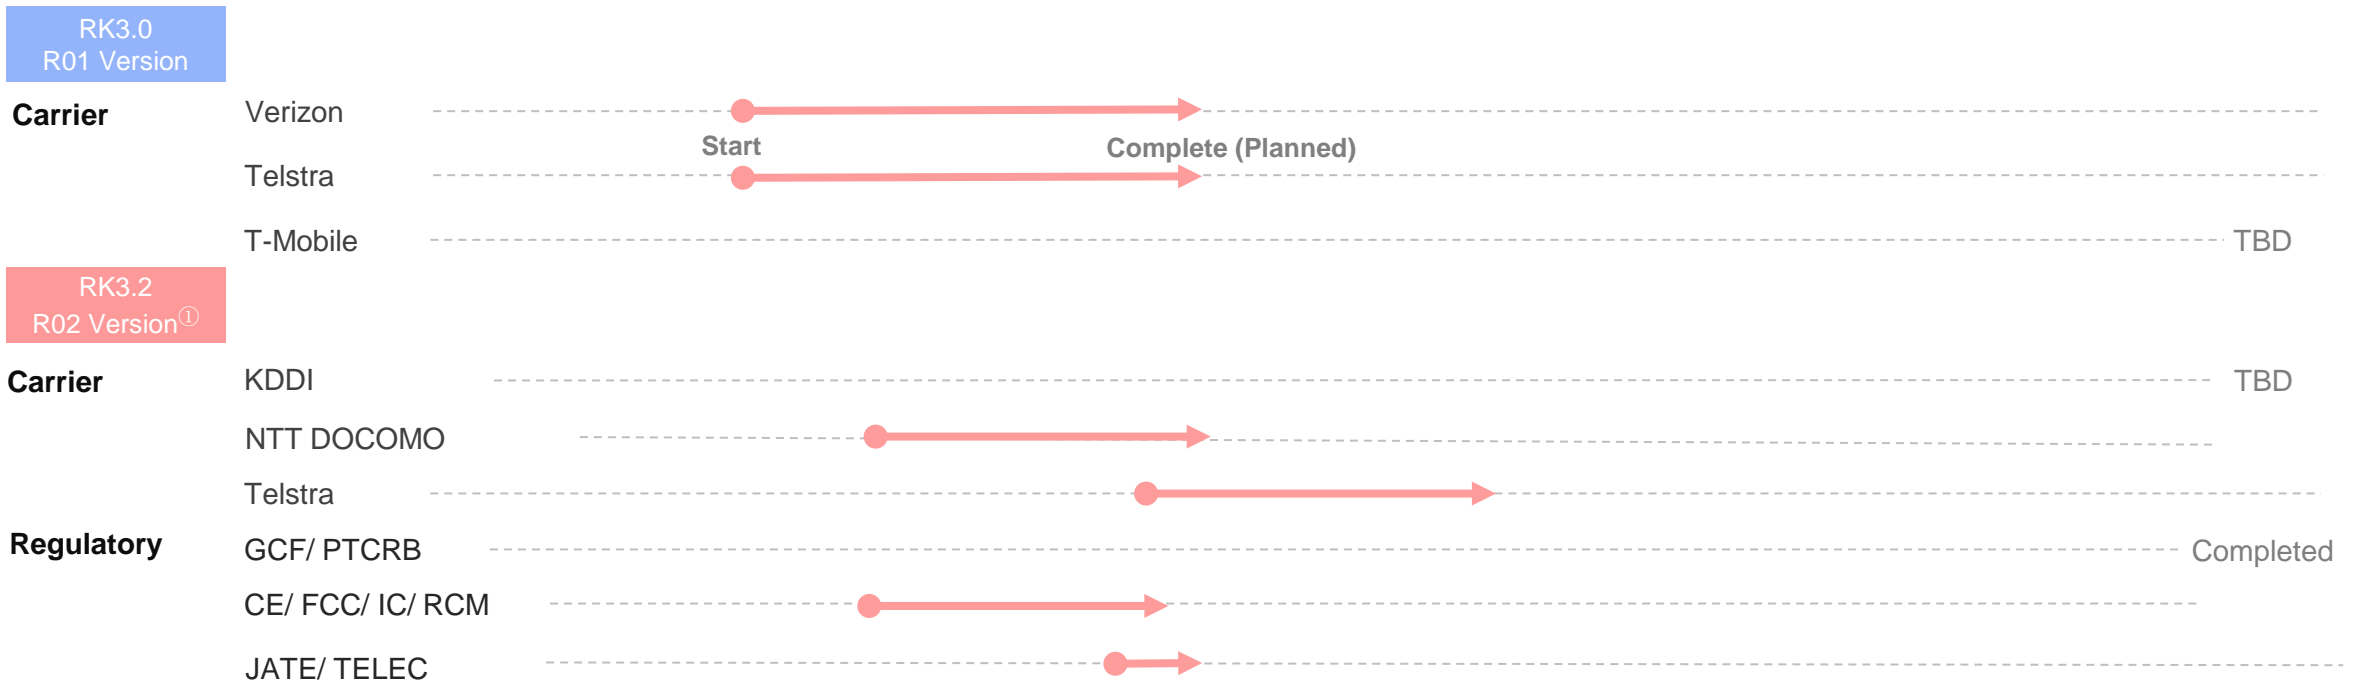 RK3.0
R01 Version
Carrier
Verizon
Start
Complete (Planned)
Telstra
T-Mobile
TBD
RK3.2
R02 Version①
Carrier
KDDI
TBD
NTT DOCOMO
Telstra
Regulatory
GCF/ PTCRB
Completed
CE/ FCC/ IC/ RCM
JATE/ TELEC